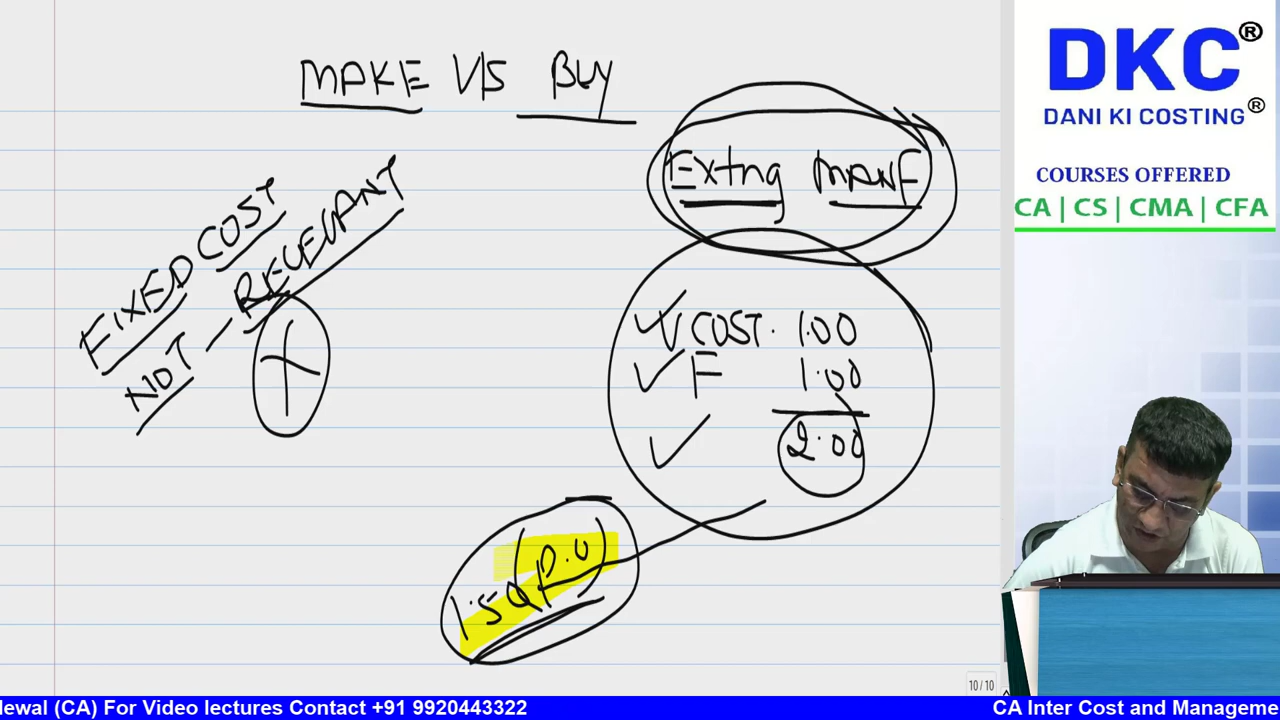 MAKE V/S BUY
Extng MANF
FIXED COST
NOT - RELEVANT
V COST. 1.00
F 1.00
2.00
1.50 (P.U)
10/10
DKC®
DANI KI COSTING®
COURSES OFFERED
CA | CS | CMA | CFA
lewal (CA) For Video lectures Contact +91 9920443322
CA Inter Cost and Manageme